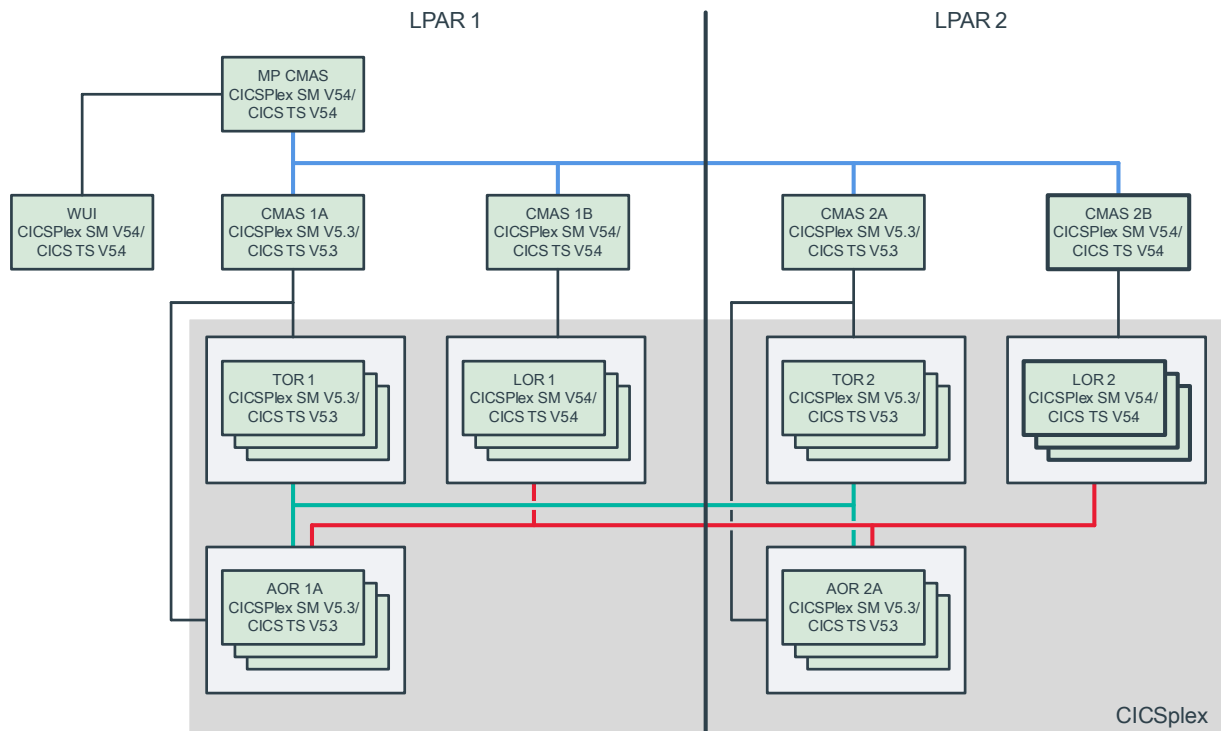 LPAR 1
LPAR 2
MP CMAS
CICSPlex SM V54/
CICS TS V54
WUI
CICSPlex SM V54/
CICS TS V54
CMAS 1A
CICSPlex SM V5.3/
CICS TS V53
CMAS 1B
CICSPlex SM V54/
CICS TS V54
CMAS 2A
CICSPlex SM V5.3/
CICS TS V53
CMAS 2B
CICSPlex SM V54/
CICS TS V54
TOR 1
CICSPlex SM V5.3/
CICS TS V53
LOR 1
CICSPlex SM V54/
CICS TS V54
TOR 2
CICSPlex SM V5.3/
CICS TS V53
LOR 2
CICSPlex SM V54/
CICS TS V54
AOR 1A
CICSPlex SM V5.3/
CICS TS V53
AOR 2A
CICSPlex SM V5.3/
CICS TS V53
CICSplex